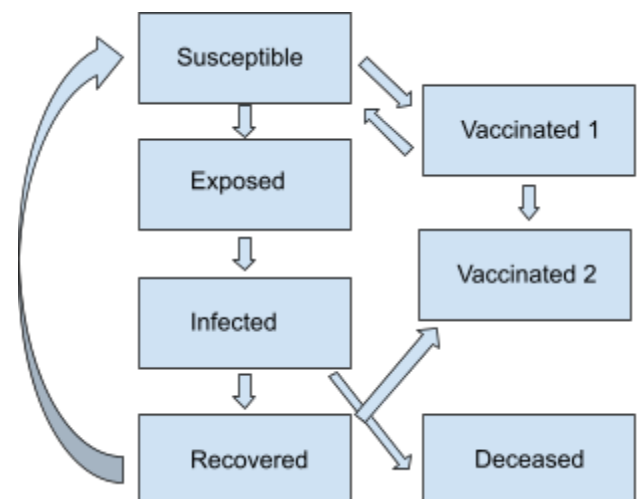 Susceptible
Vaccinated 1
Exposed
Vaccinated 2
Infected
Recovered
Deceased